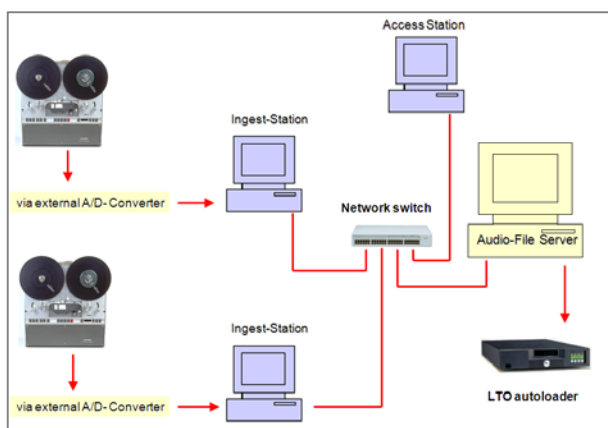 Access Station
Ingest-Station
via external A/D- Converter
Network switch
Audio-File Server
Ingest-Station
LTO autoloader
via external A/D- Converter